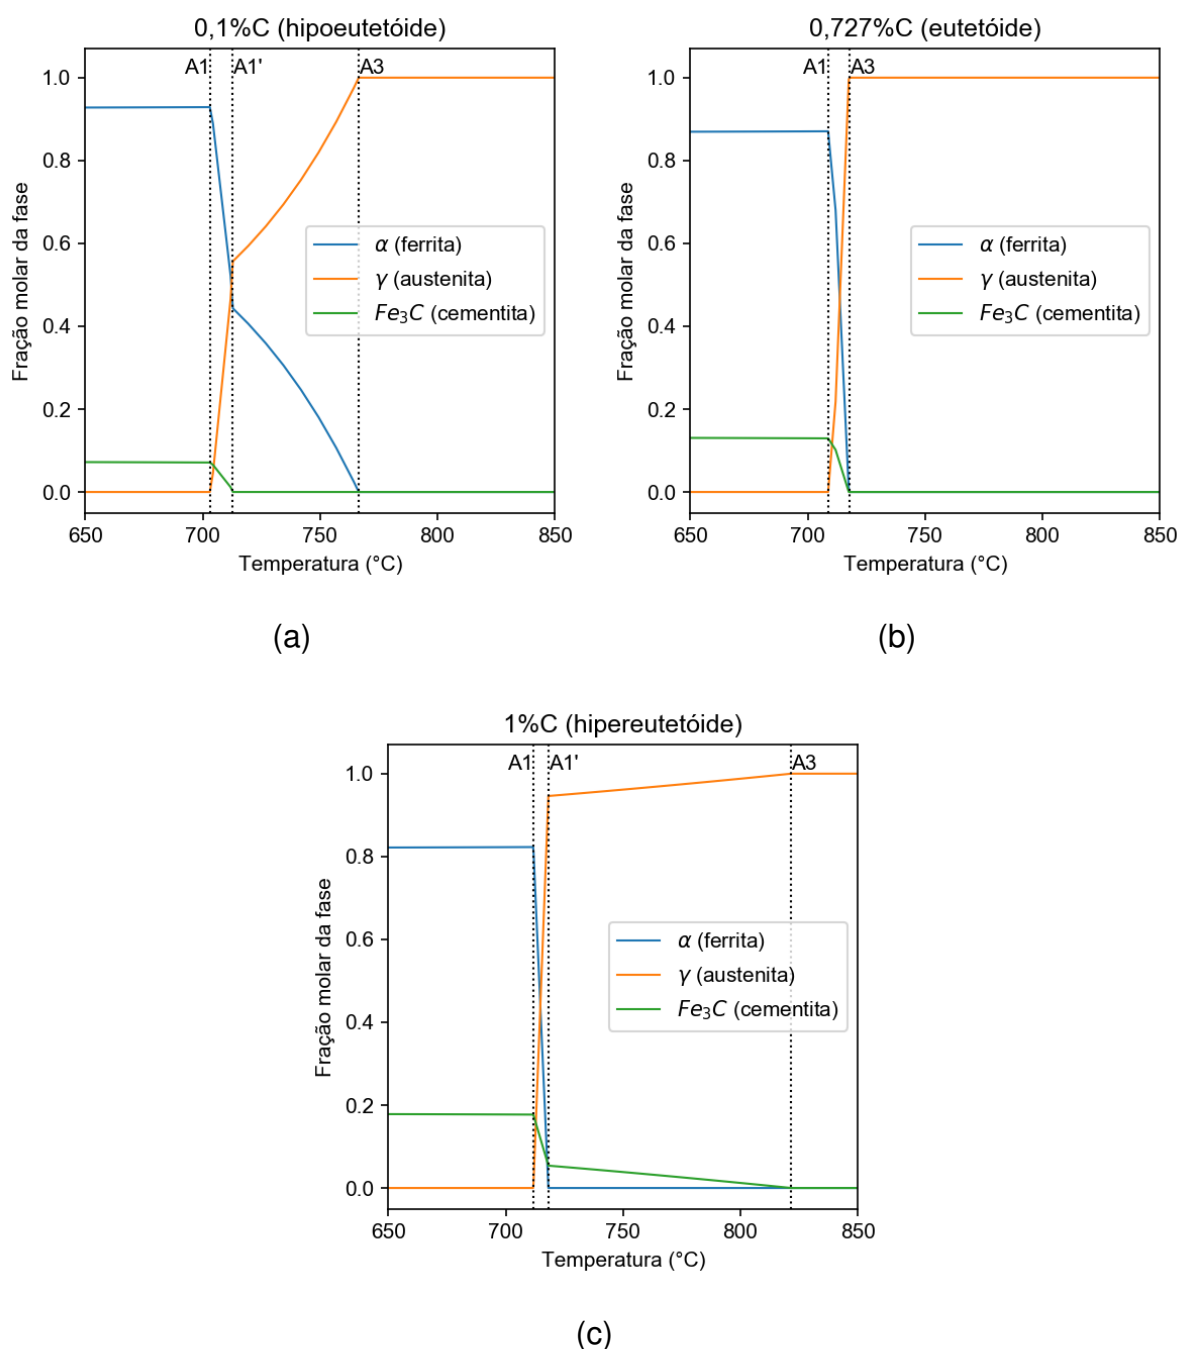 0,1%C (hipoeutetóide)
A1 A1' A3
1.0
0.8
0.6
0.4
0.2
0.0
Fração molar da fase
α (ferrita)
γ (austenita)
Fe₃C (cementita)
650 700 750 800 850
Temperatura (°C)
(a)
0,727%C (eutetóide)
A1 A3
1.0
0.8
0.6
0.4
0.2
0.0
Fração molar da fase
α (ferrita)
γ (austenita)
Fe₃C (cementita)
650 700 750 800 850
Temperatura (°C)
(b)
1%C (hipereutetóide)
A1 A1' A3
1.0
0.8
0.6
0.4
0.2
0.0
Fração molar da fase
α (ferrita)
γ (austenita)
Fe₃C (cementita)
650 700 750 800 850
Temperatura (°C)
(c)